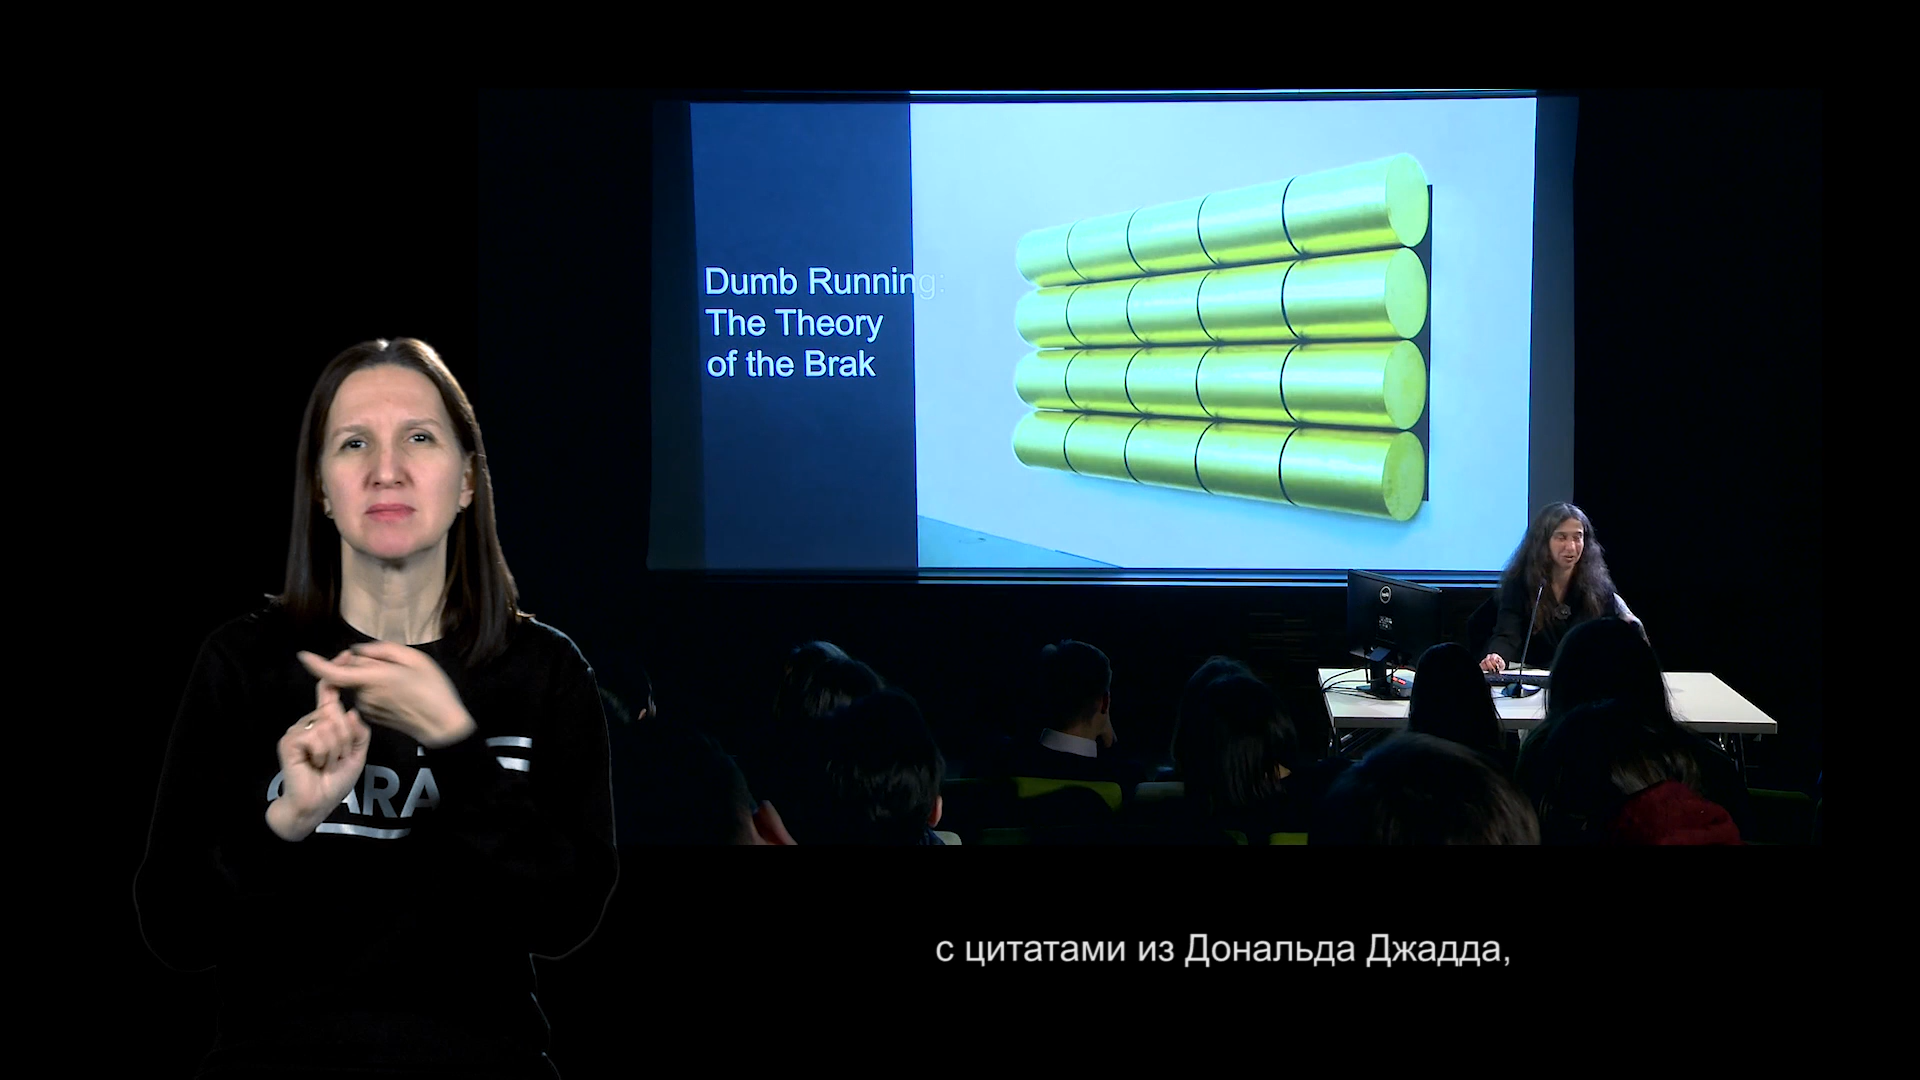 Dumb Running:
The Theory
of the Brak
с цитатами из Дональда Джадда,